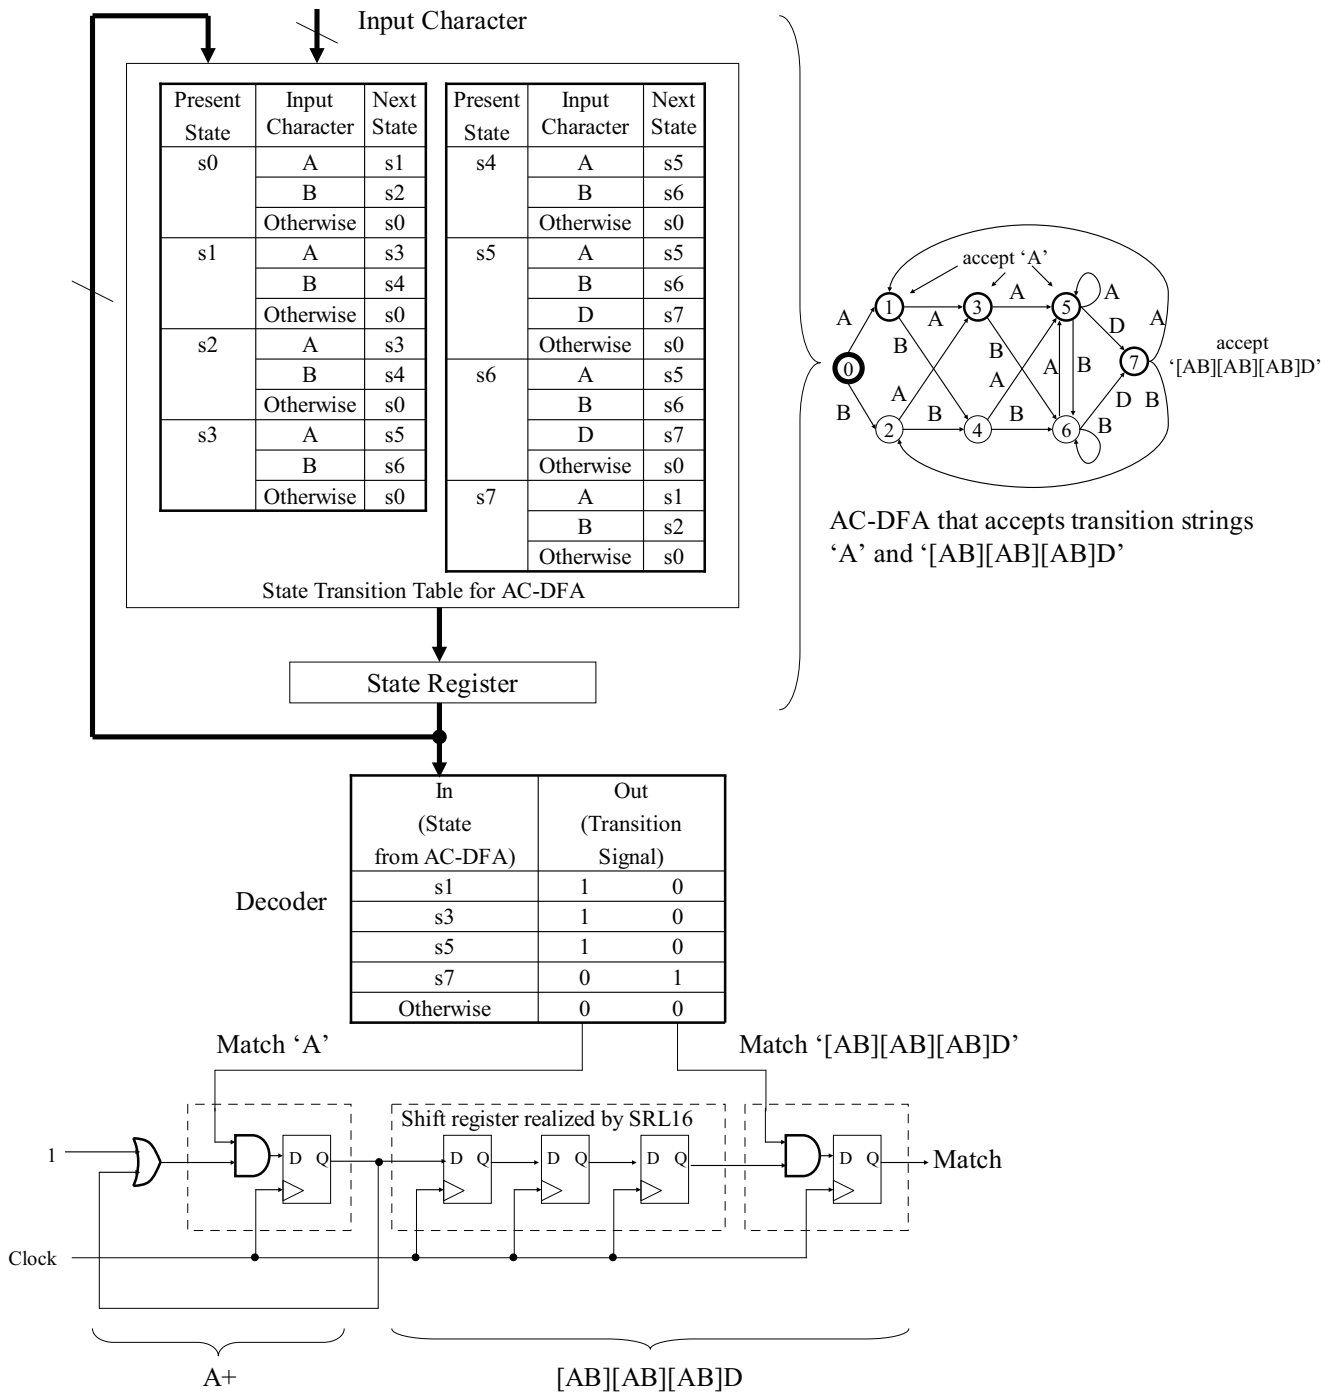 Input Character
Present State | Input Character | Next State
s0 | A | s1
B | s2
Otherwise | s0
s1 | A | s3
B | s4
Otherwise | s0
s2 | A | s3
B | s4
Otherwise | s0
s3 | A | s5
B | s6
Otherwise | s0
Present State | Input Character | Next State
s4 | A | s5
B | s6
Otherwise | s0
s5 | A | s5
B | s6
D | s7
Otherwise | s0
s6 | A | s5
B | s6
D | s7
Otherwise | s0
s7 | A | s1
B | s2
Otherwise | s0
State Transition Table for AC-DFA
accept ‘A’
1 3 5 A
A A A D A
B B A B
0 7
accept
‘[AB][AB][AB]D’
B A A D B
B B B
2 4 6
AC-DFA that accepts transition strings
‘A’ and ‘[AB][AB][AB]D’
State Register
In
(State
from AC-DFA)
Out
(Transition
Signal)
s1 | 1 0
s3 | 1 0
s5 | 1 0
s7 | 0 1
Otherwise | 0 0
Decoder
Match ‘A’
Match ‘[AB][AB][AB]D’
Shift register realized by SRL16
1
D Q
D Q
D Q
D Q
D Q
Match
Clock
A+
[AB][AB][AB]D